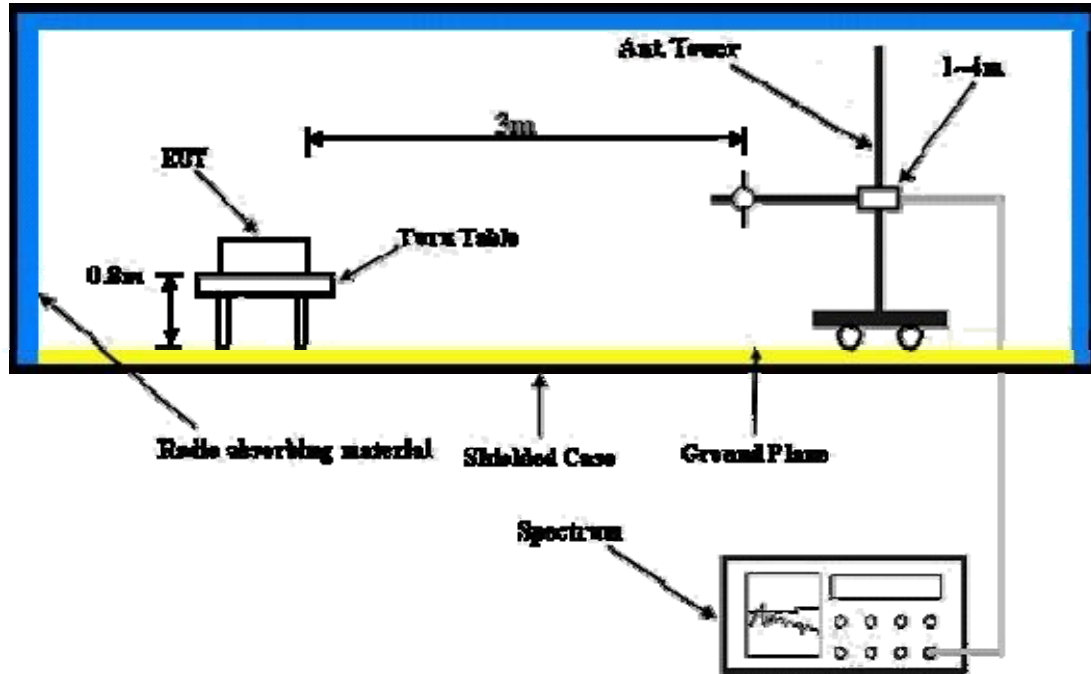 Ant. Tower
1-4m
3m
EUT
Turn Table
0.8m
Radio absorbing material
Shielded Case
Ground Plane
Spectrum